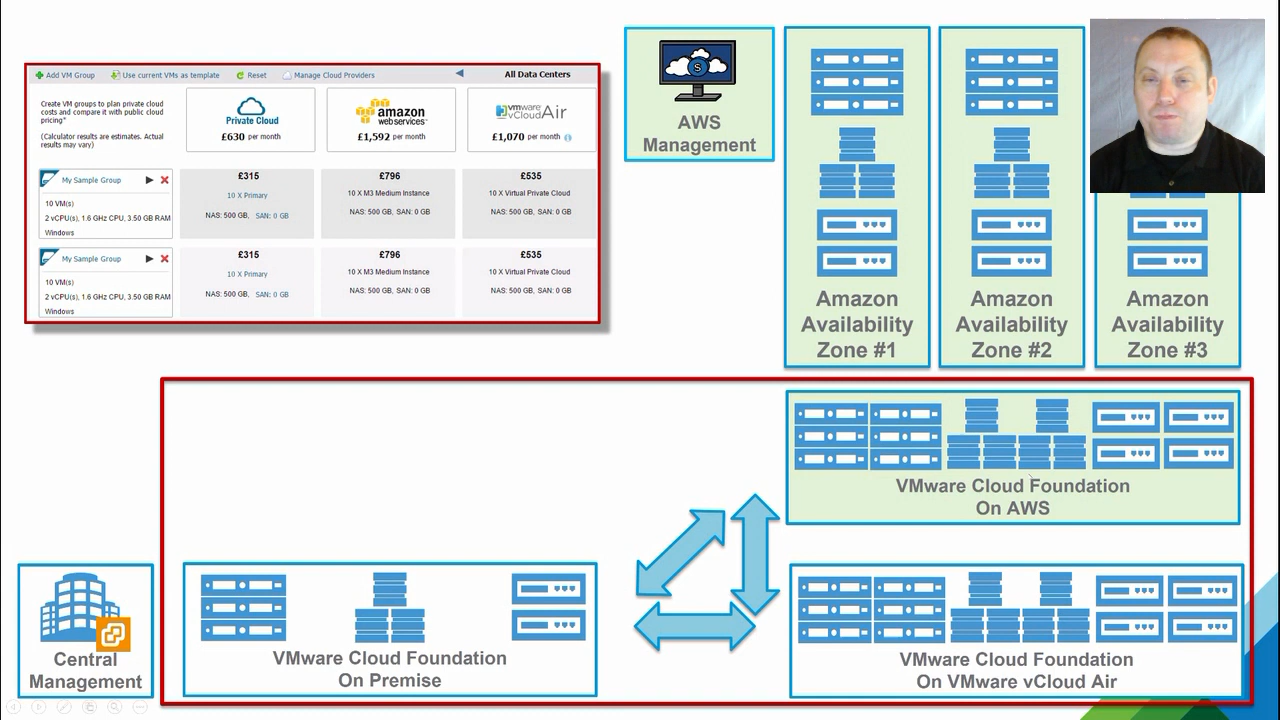 Add VM Group
Use current VMs as template
Reset
Manage Cloud Providers
All Data Centers
Create VM groups to plan private cloud
costs and compare it with public cloud
pricing*
(Calculator results are estimates. Actual
results may vary)
Private Cloud
£630 per month
amazon
webservices
£1,592 per month
vmware
vCloud Air
£1,070 per month
My Sample Group
10 VM(s)
2 vCPU(s), 1.6 GHz CPU, 3.50 GB RAM
Windows
£315
10 X Primary
NAS: 500 GB, SAN: 0 GB
£796
10 X M3 Medium Instance
NAS: 500 GB, SAN: 0 GB
£535
10 X Virtual Private Cloud
NAS: 500 GB, SAN: 0 GB
My Sample Group
10 VM(s)
2 vCPU(s), 1.6 GHz CPU, 3.50 GB RAM
Windows
£315
10 X Primary
NAS: 500 GB, SAN: 0 GB
£796
10 X M3 Medium Instance
NAS: 500 GB, SAN: 0 GB
£535
10 X Virtual Private Cloud
NAS: 500 GB, SAN: 0 GB
AWS
Management
Amazon
Availability
Zone #1
Amazon
Availability
Zone #2
Amazon
Availability
Zone #3
VMware Cloud Foundation
On AWS
Central
Management
VMware Cloud Foundation
On Premise
VMware Cloud Foundation
On VMware vCloud Air